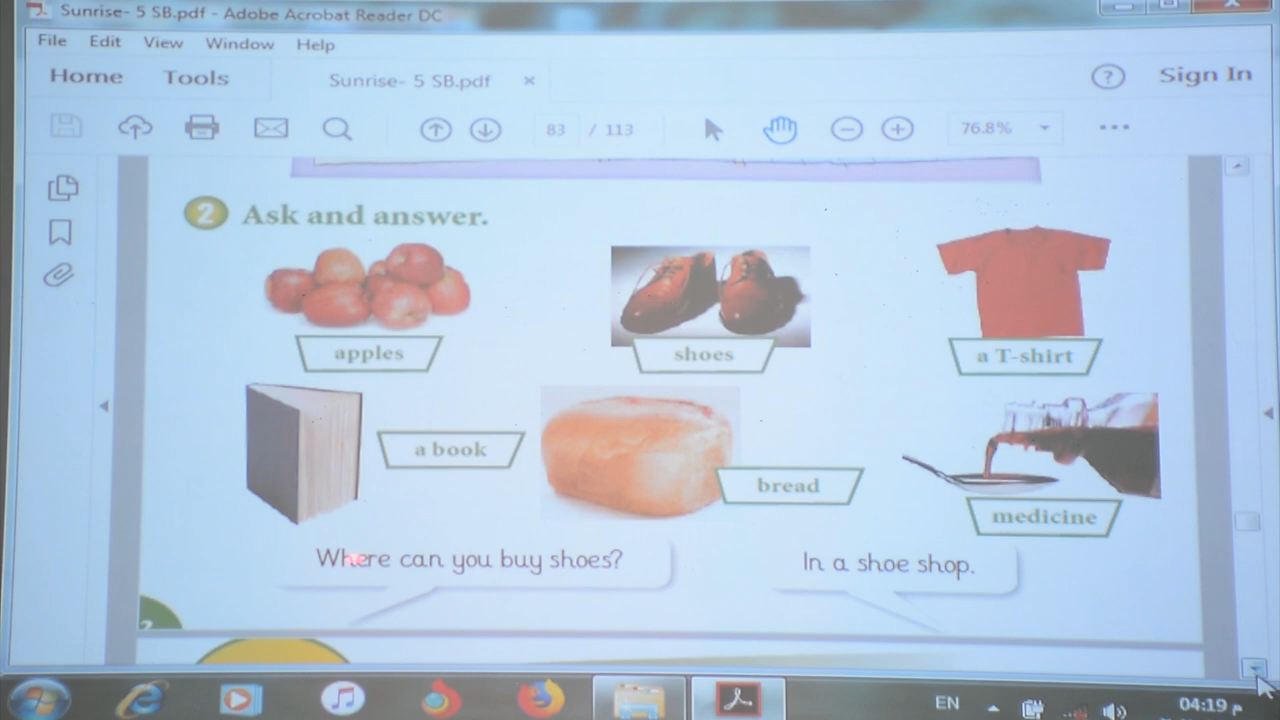 Sunrise- 5 SB.pdf - Adobe Acrobat Reader DC
File Edit View Window Help
Home Tools Sunrise- 5 SB.pdf × ? Sign In
83 / 113 76.8%
2 Ask and answer.
apples shoes a T-shirt
a book bread medicine
Where can you buy shoes? In a shoe shop.
EN 04:19 م